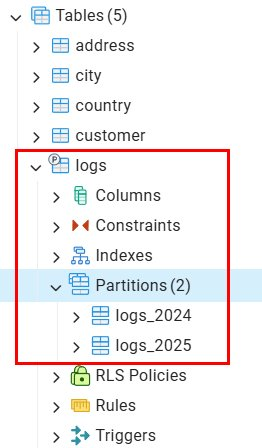 Tables (5)
address
city
country
customer
P
logs
Columns
Constraints
Indexes
Partitions (2)
logs_2024
logs_2025
RLS Policies
Rules
Triggers